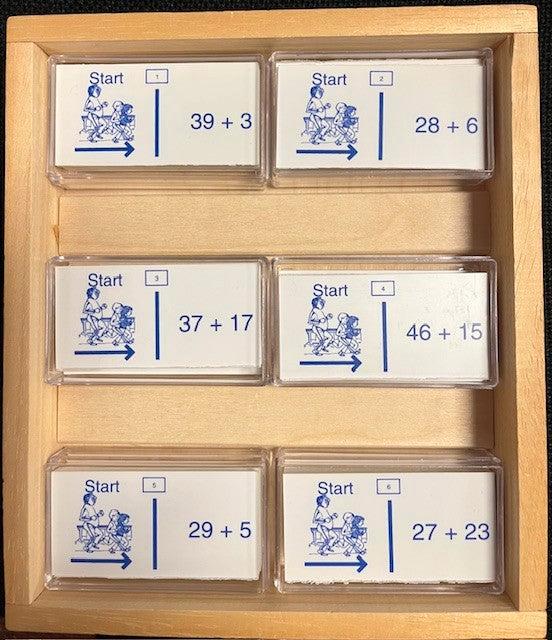 Start 1
39 + 3
Start 2
28 + 6
Start 3
37 + 17
Start 4
46 + 15
Start 5
29 + 5
Start 6
27 + 23